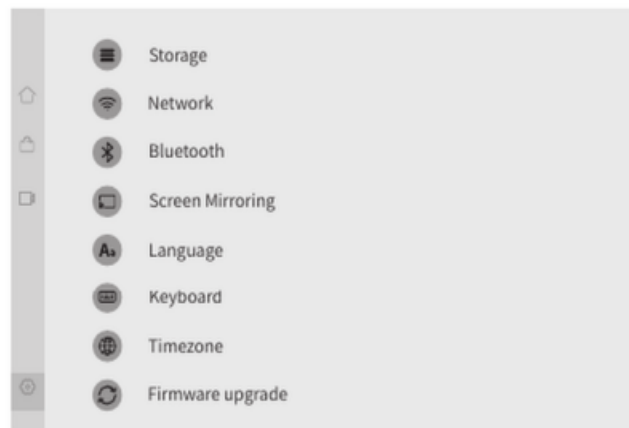 Storage
Network
Bluetooth
Screen Mirroring
Language
Keyboard
Timezone
Firmware upgrade